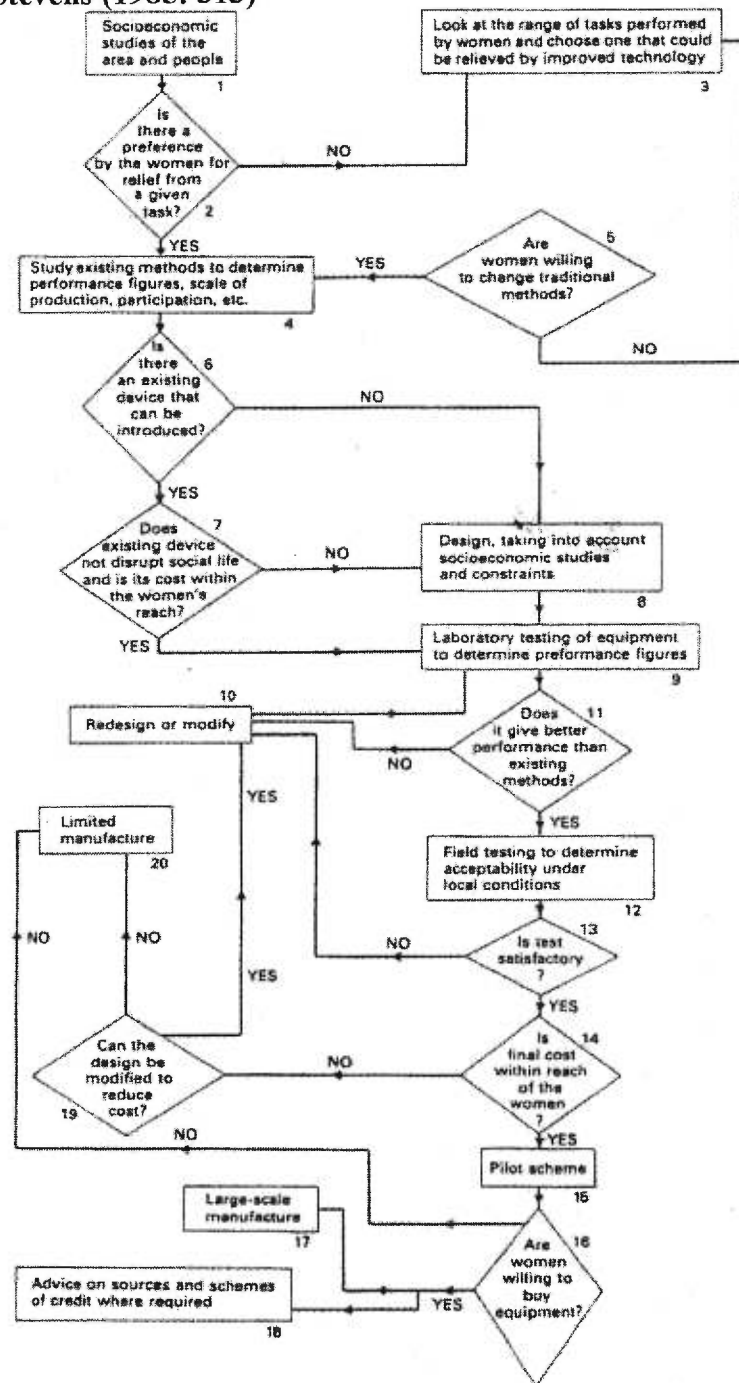 Stevens (1985: 313)
Socioeconomic
studies of the
area and people
1
Look at the range of tasks performed
by women and choose one that could
be relieved by improved technology
3
Is
there a
preference
by the women for
relief from
a given
task?
2
NO
YES
Study existing methods to determine
performance figures, scale of
production, participation, etc.
4
YES
Are
women willing
to change traditional
methods?
5
NO
Is
there
an existing
device that
can be
introduced?
6
NO
YES
Does
existing device
not disrupt social life
and is its cost within
the women's
reach?
7
NO
YES
Design, taking into account
socioeconomic studies
and constraints
8
Laboratory testing of equipment
to determine preformance figures
9
10
Redesign or modify
Does
it give better
performance than
existing
methods?
11
NO
YES
YES
Limited
manufacture
20
Field testing to determine
acceptability under
local conditions
12
NO
NO
YES
NO
Is test
satisfactory
?
13
YES
Can the
design be
modified to
reduce
cost?
19
NO
Is
final cost
within reach
of the
women
?
14
NO
YES
Pilot scheme
15
Large-scale
manufacture
17
Are
women
willing to
buy
equipment?
16
YES
Advice on sources and schemes
of credit where required
18